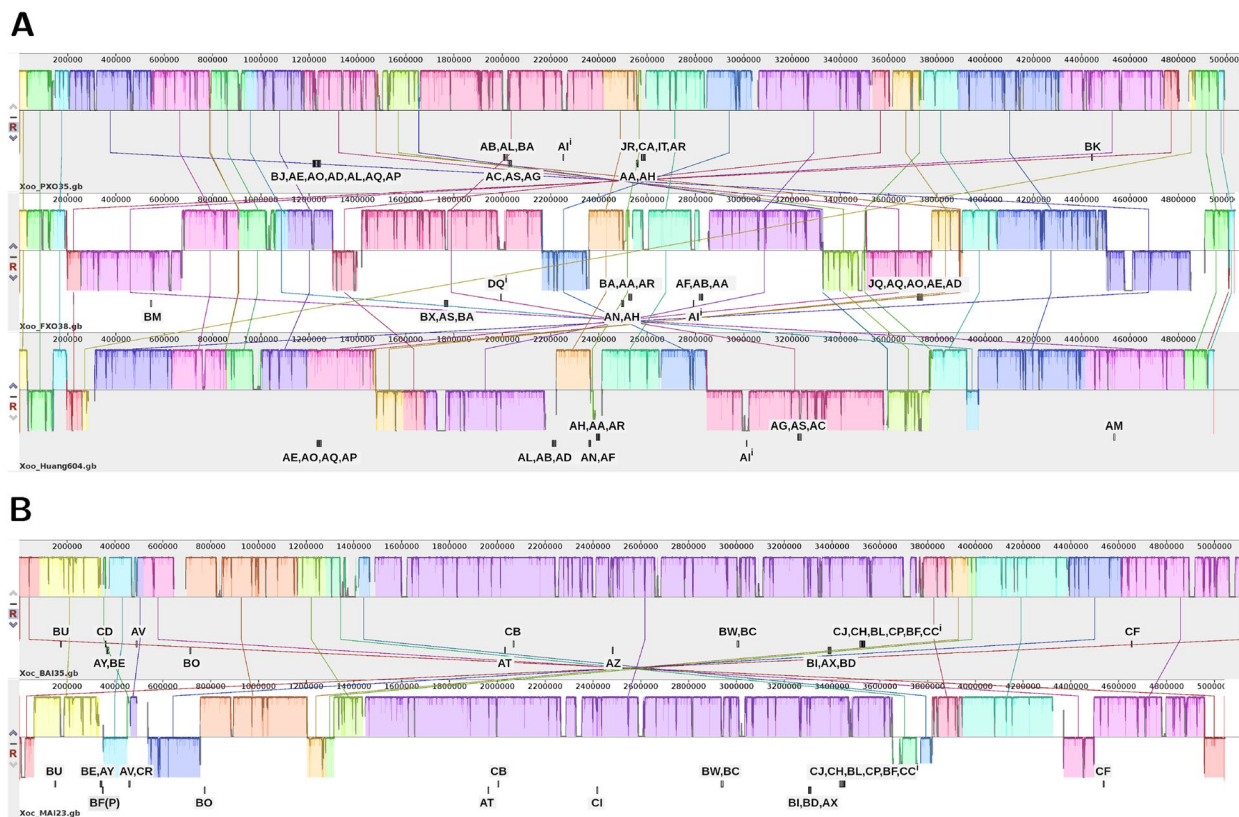 A
200000 400000 600000 800000 1000000 1200000 1400000 1600000 1800000 2000000 2200000 2400000 2600000 2800000 3000000 3200000 3400000 3600000 3800000 4000000 4200000 4400000 4600000 4800000 500000
R
AB,AL,BA AIi JR,CA,IT,AR BK
BJ,AE,AO,AD,AL,AQ,AP AC,AS,AG AA,AH
Xoo_PXO35.gb
200000 400000 600000 800000 1000000 1200000 1400000 1600000 1800000 2000000 2200000 2400000 2600000 2800000 3000000 3200000 3400000 3600000 3800000 4000000 4200000 4400000 4600000 4800000 500000
R
DQi BA,AA,AR AF,AB,AA JQ,AQ,AO,AE,AD
BM BX,AS,BA AN,AH AIi
Xoo_FXO38.gb
200000 400000 600000 800000 1000000 1200000 1400000 1600000 1800000 2000000 2200000 2400000 2600000 2800000 3000000 3200000 3400000 3600000 3800000 4000000 4200000 4400000 4600000 4800000
R
AH,AA,AR AG,AS,AC AM
AE,AO,AQ,AP AL,AB,AD AN,AF AIi
Xoo_Huang604.gb
B
200000 400000 600000 800000 1000000 1200000 1400000 1600000 1800000 2000000 2200000 2400000 2600000 2800000 3000000 3200000 3400000 3600000 3800000 4000000 4200000 4400000 4600000 4800000 5000000
R
BU CD AV CB BW,BC CJ,CH,BL,CP,BF,CCi CF
AY,BE BO AT AZ BI,AX,BD
Xoc_BAI35.gb
200000 400000 600000 800000 1000000 1200000 1400000 1600000 1800000 2000000 2200000 2400000 2600000 2800000 3000000 3200000 3400000 3600000 3800000 4000000 4200000 4400000 4600000 4800000 500000
R
BU BE,AY AV,CR CB BW,BC CJ,CH,BL,CP,BF,CCi CF
BF(P) BO AT CI BI,BD,AX
Xoc_MAI23.gb